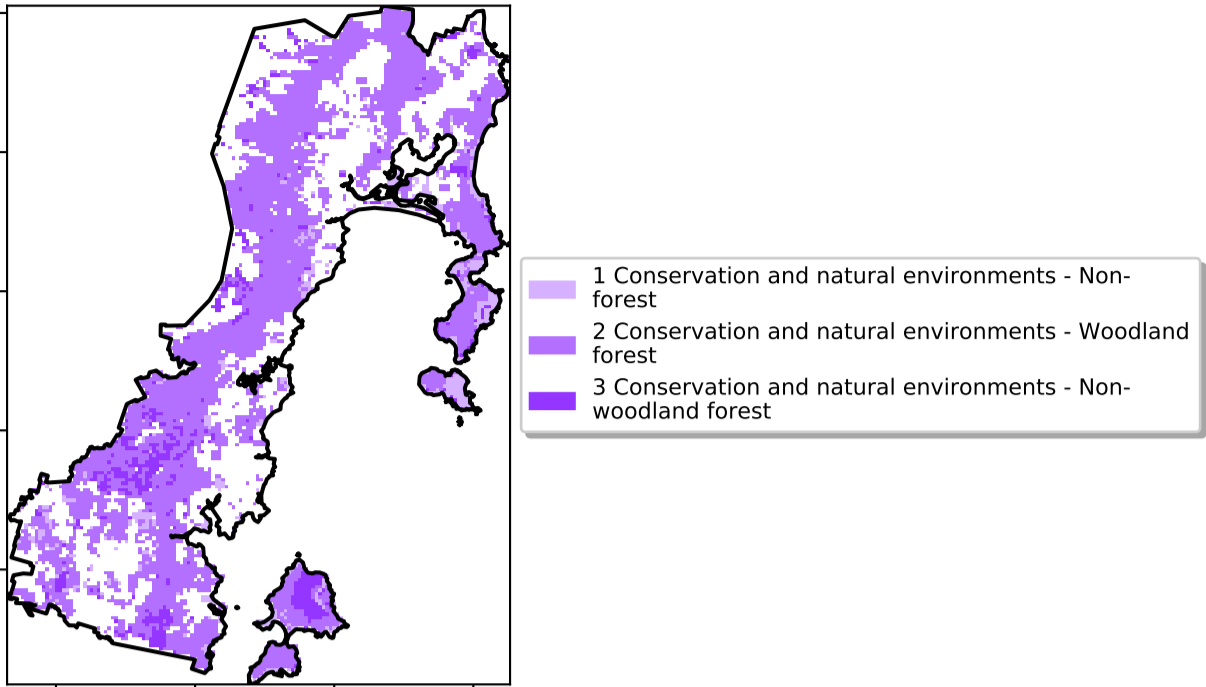 1 Conservation and natural environments - Non-
forest
2 Conservation and natural environments - Woodland
forest
3 Conservation and natural environments - Non-
woodland forest